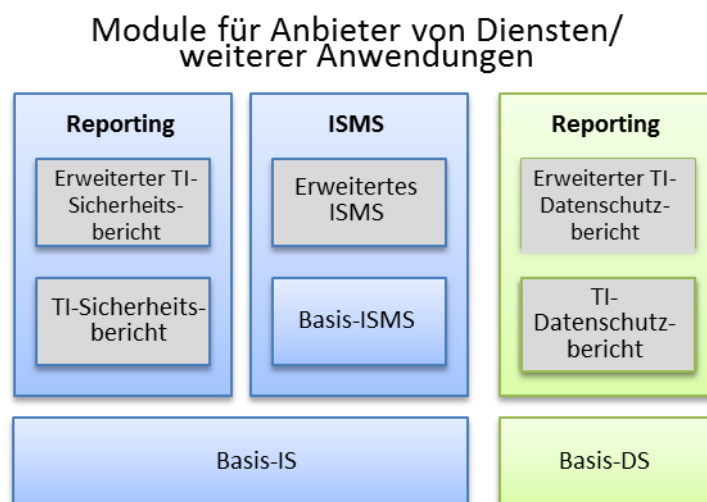 Module für Anbieter von Diensten/
weiterer Anwendungen
Reporting
Erweiterter TI-
Sicherheits-
bericht
TI-Sicherheits-
bericht
ISMS
Erweitertes
ISMS
Basis-ISMS
Reporting
Erweiterter TI-
Datenschutz-
bericht
TI-
Datenschutz-
bericht
Basis-IS
Basis-DS